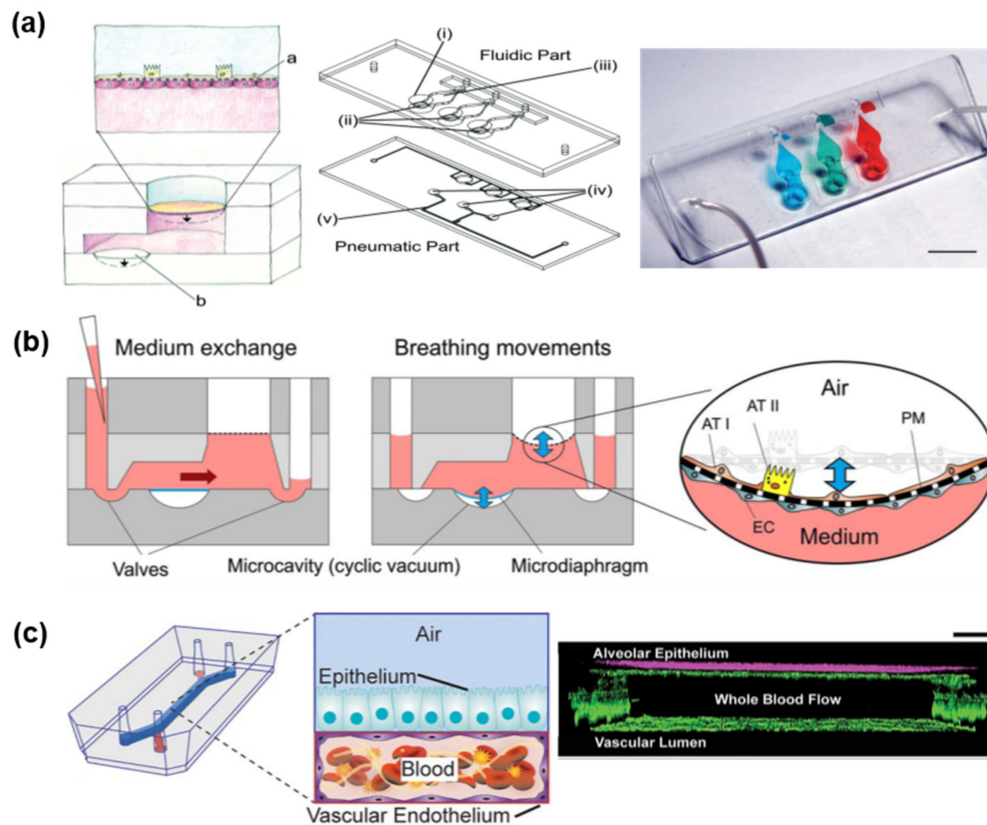 (a)
a
b
(i)
Fluidic Part
(iii)
(ii)
(iv)
(v)
Pneumatic Part
(b)
Medium exchange
Breathing movements
Valves
Microcavity (cyclic vacuum)
Microdiaphragm
Air
AT II
AT I
PM
EC
Medium
(c)
Air
Epithelium
Blood
Vascular Endothelium
Alveolar Epithelium
Whole Blood Flow
Vascular Lumen